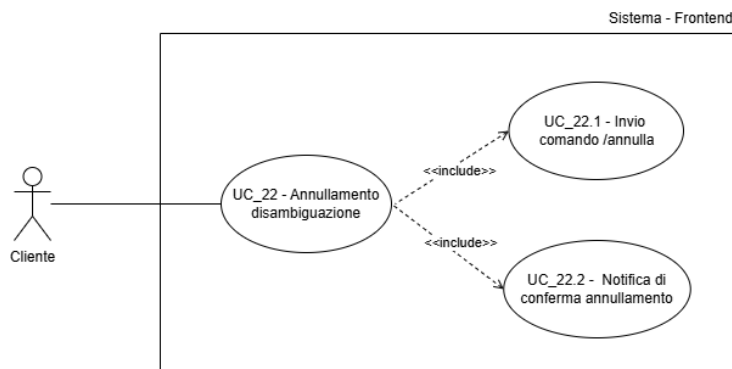 Sistema - Frontend
UC_22.1 - Invio
comando /annulla
<<include>>
UC_22 - Annullamento
disambiguazione
<<include>>
Cliente
UC_22.2 - Notifica di
conferma annullamento